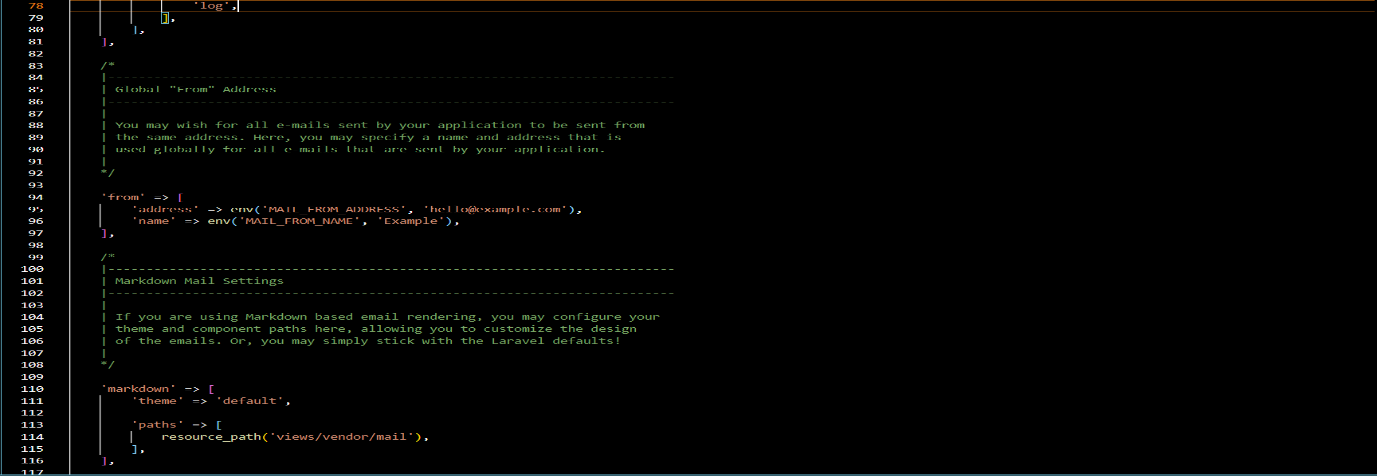 78 'log',
79 ],
80 ],
81 ],
82
83 /*
84 |--------------------------------------------------------------------------
85 | Global "From" Address
86 |--------------------------------------------------------------------------
87 |
88 | You may wish for all e-mails sent by your application to be sent from
89 | the same address. Here, you may specify a name and address that is
90 | used globally for all e-mails that are sent by your application.
91 |
92 */
93
94 'from' => [
95 'address' => env('MAIL_FROM_ADDRESS', 'hello@example.com'),
96 'name' => env('MAIL_FROM_NAME', 'Example'),
97 ],
98
99 /*
100 |--------------------------------------------------------------------------
101 | Markdown Mail Settings
102 |--------------------------------------------------------------------------
103 |
104 | If you are using Markdown based email rendering, you may configure your
105 | theme and component paths here, allowing you to customize the design
106 | of the emails. Or, you may simply stick with the Laravel defaults!
107 |
108 */
109
110 'markdown' => [
111 'theme' => 'default',
112
113 'paths' => [
114 resource_path('views/vendor/mail'),
115 ],
116 ],
117